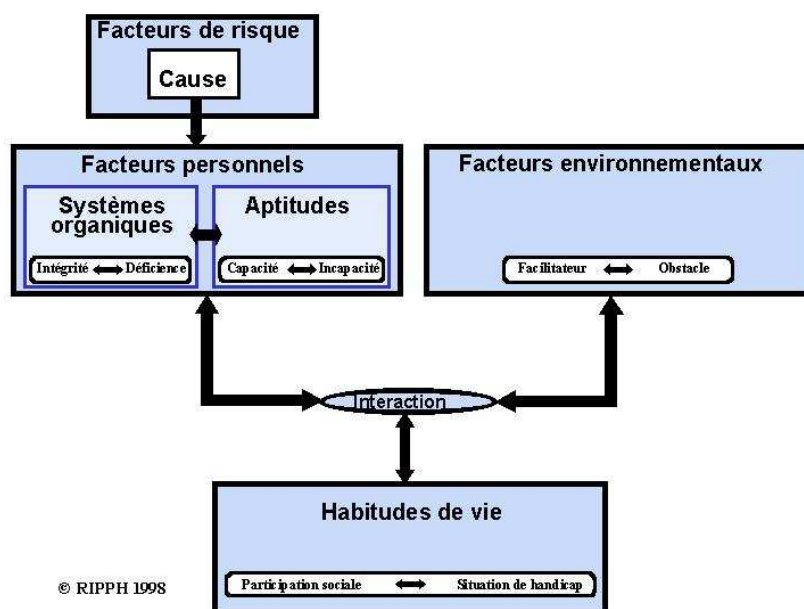 Facteurs de risque
Cause
Facteurs personnels
Systèmes
organiques
Intégrité Déficience
Aptitudes
Capacité Incapacité
Facteurs environnementaux
Facilitateur Obstacle
Interaction
Habitudes de vie
Participation sociale Situation de handicap
© RIPPH 1998